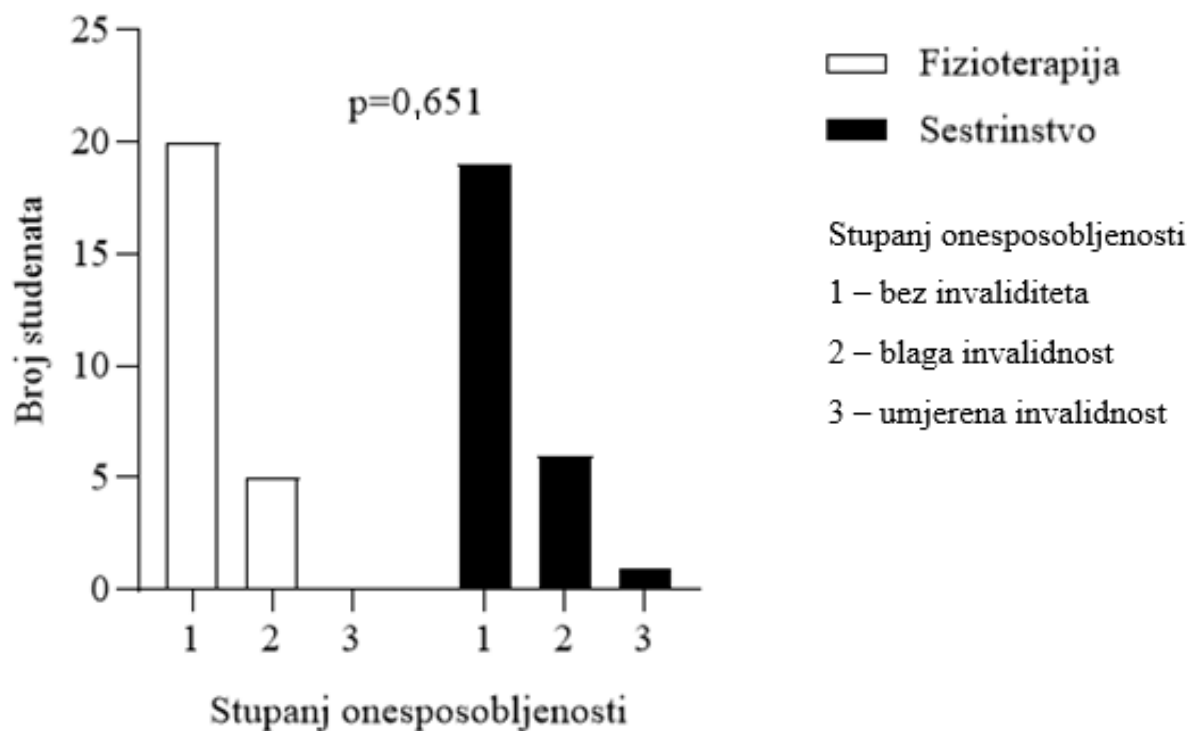 25
20
15
10
5
0
Broj studenata
p=0,651
1 2 3 1 2 3
Stupanj onesposobljenosti
Fizioterapija
Sestrinstvo
Stupanj onesposobljenosti
1 – bez invaliditeta
2 – blaga invalidnost
3 – umjerena invalidnost